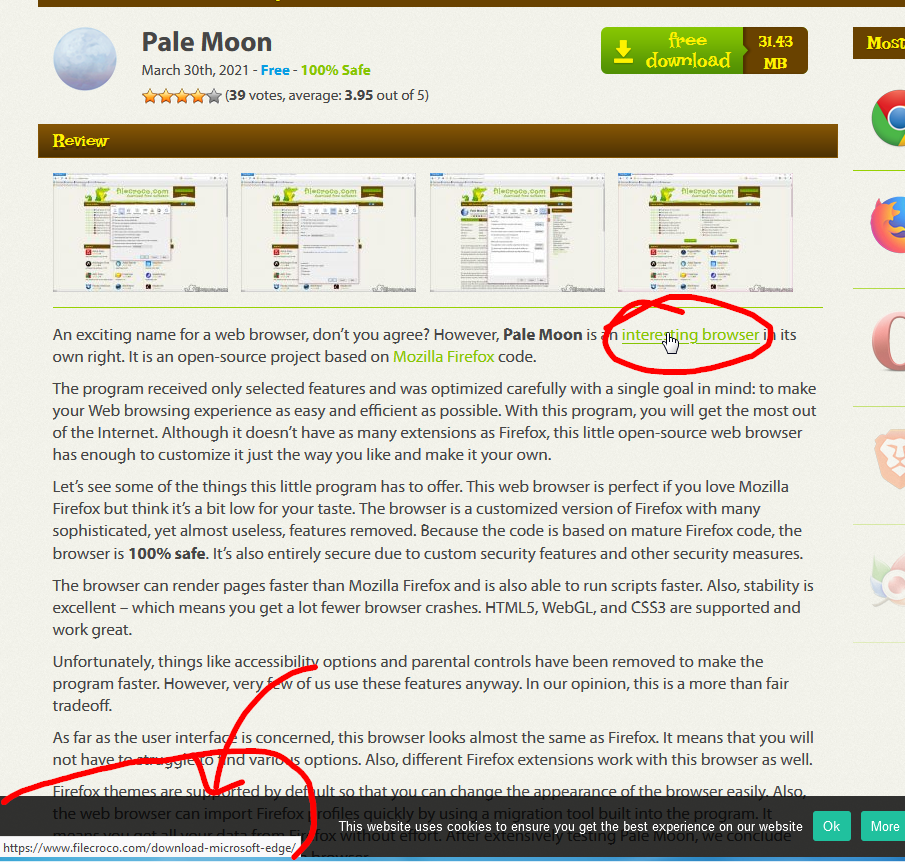 Pale Moon
March 30th, 2021 - Free - 100% Safe
(39 votes, average: 3.95 out of 5)
free
download
31.43
MB
Most
Review
filecroco.com
filecroco.com
filecroco.com
filecroco.com
An exciting name for a web browser, don't you agree? However, Pale Moon is an interesting browser in its
own right. It is an open-source project based on Mozilla Firefox code.
The program received only selected features and was optimized carefully with a single goal in mind: to make
your Web browsing experience as easy and efficient as possible. With this program, you will get the most out
of the Internet. Although it doesn't have as many extensions as Firefox, this little open-source web browser
has enough to customize it just the way you like and make it your own.
Let's see some of the things this little program has to offer. This web browser is perfect if you love Mozilla
Firefox but think it's a bit low for your taste. The browser is a customized version of Firefox with many
sophisticated, yet almost useless, features removed. Because the code is based on mature Firefox code, the
browser is 100% safe. It's also entirely secure due to custom security features and other security measures.
The browser can render pages faster than Mozilla Firefox and is also able to run scripts faster. Also, stability is
excellent – which means you get a lot fewer browser crashes. HTML5, WebGL, and CSS3 are supported and
work great.
Unfortunately, things like accessibility options and parental controls have been removed to make the
program faster. However, very few of us use these features anyway. In our opinion, this is a more than fair
tradeoff.
As far as the user interface is concerned, this browser looks almost the same as Firefox. It means that you will
not have to struggle to find various options. Also, different Firefox extensions work with this browser as well.
Firefox themes are supported by default so that you can change the appearance of the browser easily. Also,
the web browser can import Firefox profiles quickly by using a migration tool built into the program. It
means you get all your data from Firefox without effort. After extensively testing Pale Moon, we conclude
browser.
This website uses cookies to ensure you get the best experience on our website
Ok
More
https://www.filecroco.com/download-microsoft-edge/